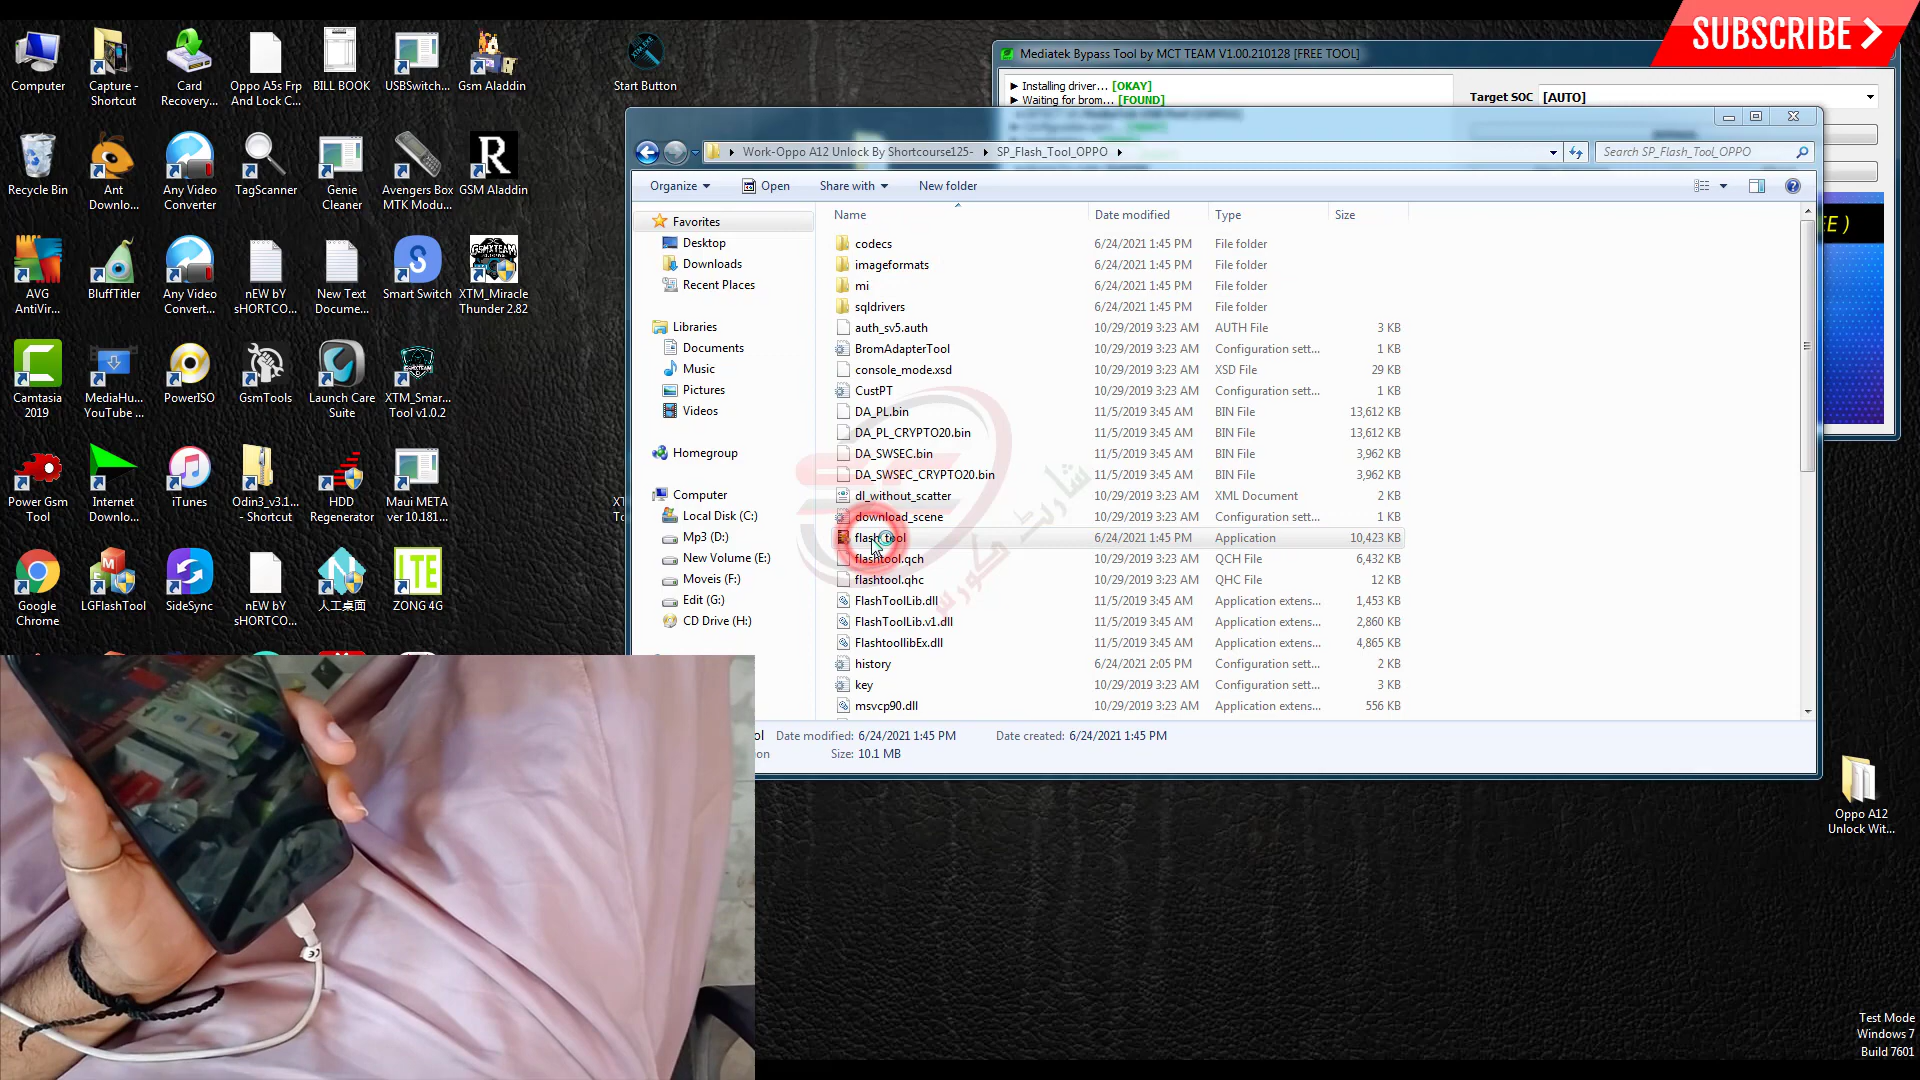 SUBSCRIBE
Computer
Capture -
Shortcut
Card
Recovery...
Oppo A5s Frp
And Lock C...
BILL BOOK
USBSwitch...
Gsm Aladdin
Start Button
Recycle Bin
Ant
Downlo...
Any Video
Converter
TagScanner
Genie
Cleaner
Avengers Box
MTK Modu...
GSM Aladdin
AVG
AntiVir...
BluffTitler
Any Video
Convert...
nEW bY
sHORTCO...
New Text
Docume...
Smart Switch
XTM_Miracle
Thunder 2.82
Camtasia
2019
MediaHu...
YouTube ...
PowerISO
GsmTools
Launch Care
Suite
XTM_Smar...
Tool v1.0.2
Power Gsm
Tool
Internet
Downlo...
iTunes
Odin3_v3.1...
- Shortcut
HDD
Regenerator
Maui META
ver 10.181...
Google
Chrome
LGFlashTool
SideSync
nEW bY
sHORTCO...
人工桌面
ZONG 4G
Mediatek Bypass Tool by MCT TEAM V1.00.210128 [FREE TOOL]
Installing driver... [OKAY]
Waiting for brom... [FOUND]
Target SOC [AUTO]
EE )
Work-Oppo A12 Unlock By Shortcourse125- SP_Flash_Tool_OPPO
Search SP_Flash_Tool_OPPO
Organize Open Share with New folder
Favorites
Desktop
Downloads
Recent Places
Libraries
Documents
Music
Pictures
Videos
Homegroup
Computer
Local Disk (C:)
Mp3 (D:)
New Volume (E:)
Moveis (F:)
Edit (G:)
CD Drive (H:)
Name Date modified Type Size
codecs 6/24/2021 1:45 PM File folder
imageformats 6/24/2021 1:45 PM File folder
mi 6/24/2021 1:45 PM File folder
sqldrivers 6/24/2021 1:45 PM File folder
auth_sv5.auth 10/29/2019 3:23 AM AUTH File 3 KB
BromAdapterTool 10/29/2019 3:23 AM Configuration sett... 1 KB
console_mode.xsd 10/29/2019 3:23 AM XSD File 29 KB
CustPT 10/29/2019 3:23 AM Configuration sett... 1 KB
DA_PL.bin 11/5/2019 3:45 AM BIN File 13,612 KB
DA_PL_CRYPTO20.bin 11/5/2019 3:45 AM BIN File 13,612 KB
DA_SWSEC.bin 11/5/2019 3:45 AM BIN File 3,962 KB
DA_SWSEC_CRYPTO20.bin 11/5/2019 3:45 AM BIN File 3,962 KB
dl_without_scatter 10/29/2019 3:23 AM XML Document 2 KB
download_scene 10/29/2019 3:23 AM Configuration sett... 1 KB
flash_tool 6/24/2021 1:45 PM Application 10,423 KB
flashtool.qch 10/29/2019 3:23 AM QCH File 6,432 KB
flashtool.qhc 10/29/2019 3:23 AM QHC File 12 KB
FlashToolLib.dll 11/5/2019 3:45 AM Application extens... 1,453 KB
FlashToolLib.v1.dll 11/5/2019 3:45 AM Application extens... 2,860 KB
FlashtoollibEx.dll 11/5/2019 3:45 AM Application extens... 4,865 KB
history 6/24/2021 2:05 PM Configuration sett... 2 KB
key 10/29/2019 3:23 AM Configuration sett... 3 KB
msvcp90.dll 10/29/2019 3:23 AM Application extens... 556 KB
شارٹ کورس
ol Date modified: 6/24/2021 1:45 PM Date created: 6/24/2021 1:45 PM
on Size: 10.1 MB
Oppo A12
Unlock Wit...
Test Mode
Windows 7
Build 7601